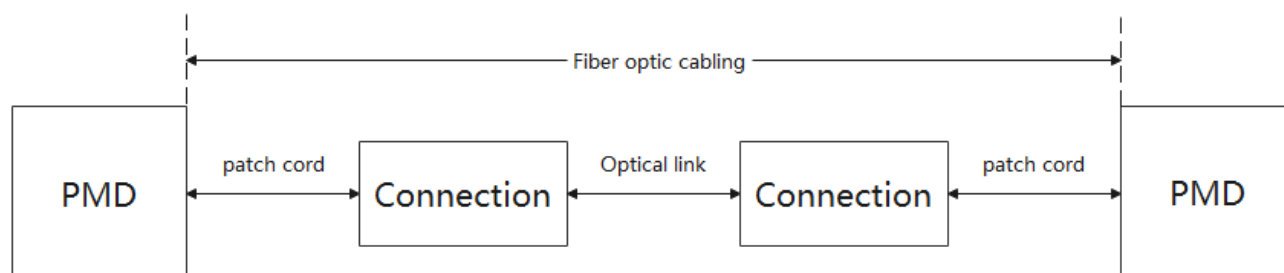 Fiber optic cabling
PMD
patch cord
Connection
Optical link
Connection
patch cord
PMD